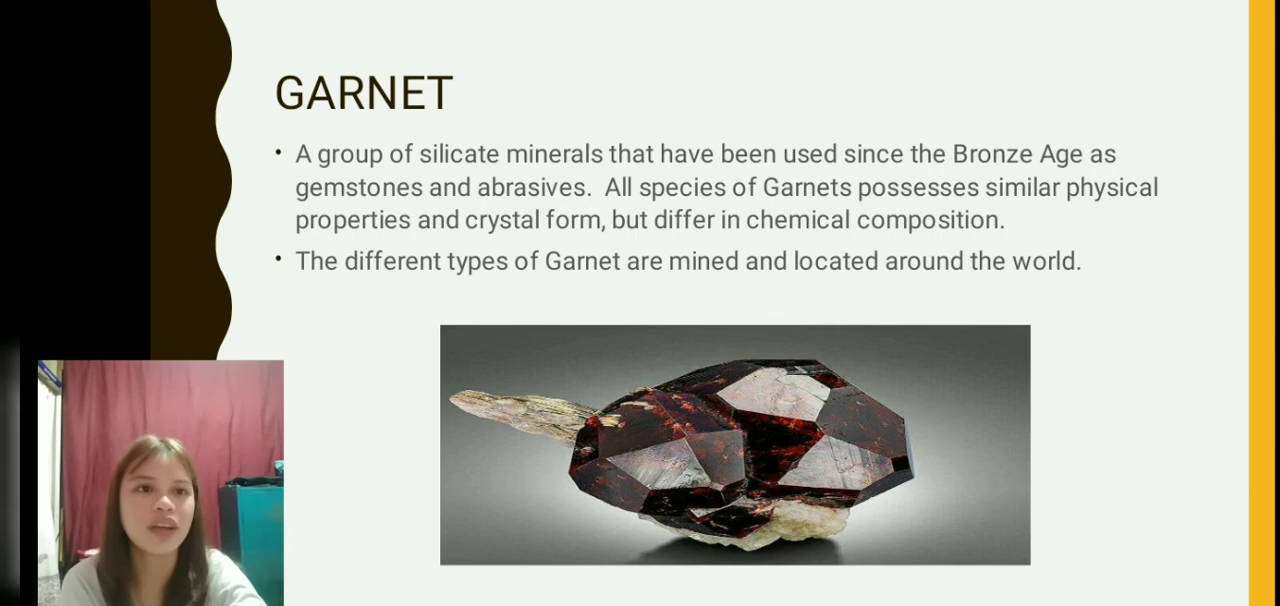 GARNET
• A group of silicate minerals that have been used since the Bronze Age as
gemstones and abrasives.  All species of Garnets possesses similar physical
properties and crystal form, but differ in chemical composition.
• The different types of Garnet are mined and located around the world.